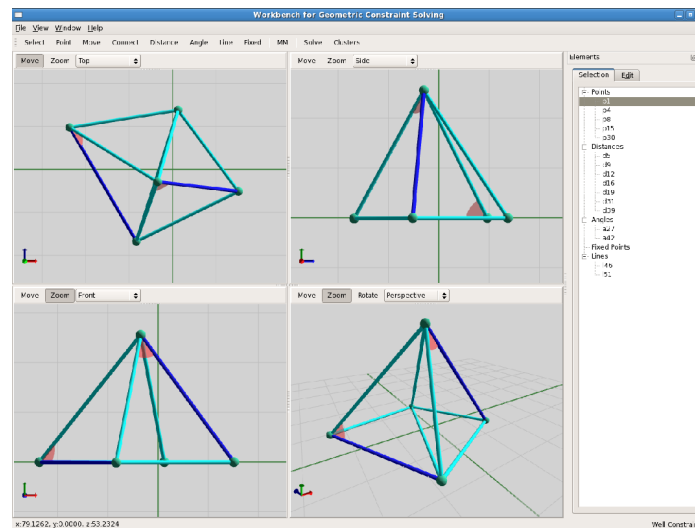 Workbench for Geometric Constraint Solving
File View Window Help
Select Point Move Connect Distance Angle Line Fixed MM Solve Clusters
Move Zoom Top
Move Zoom Side
Elements
Selection Edit
Points
p1
p4
p8
p15
p30
Distances
d5
d9
d12
d16
d19
d31
d39
Angles
a27
a42
Fixed Points
Lines
Move Zoom Front
Move Zoom Rotate Perspective
x:79.1262, y:0.0000, z:53.2324
Well Constra